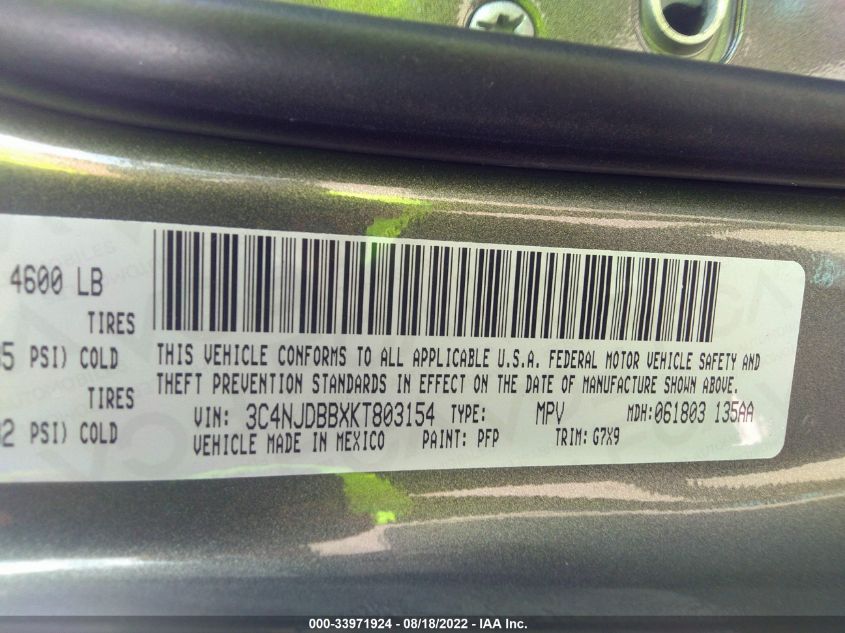 4600 LB
TIRES
PSI) COLD
TIRES
PSI) COLD
THIS VEHICLE CONFORMS TO ALL APPLICABLE U.S.A. FEDERAL MOTOR VEHICLE SAFETY AND
THEFT PREVENTION STANDARDS IN EFFECT ON THE DATE OF MANUFACTURE SHOWN ABOVE.
VIN: 3C4NJDBBXKT803154 TYPE: MPV MDH:061803 135AA
VEHICLE MADE IN MEXICO PAINT: PFP TRIM: G7X9
000-33971924 - 08/18/2022 - IAA Inc.